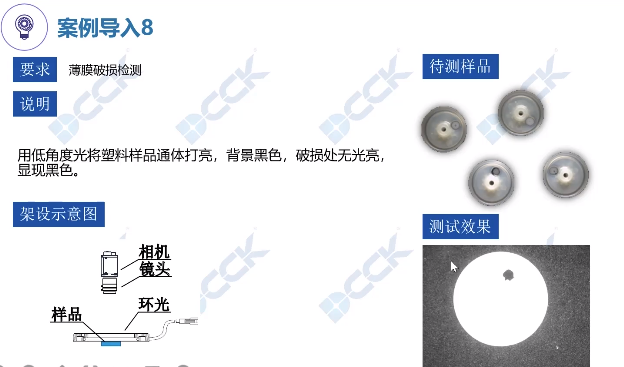 案例导入8
要求 薄膜破损检测
说明
用低角度光将塑料样品通体打亮，背景黑色，破损处无光亮，
显现黑色。
架设示意图
相机
镜头
环光
样品
待测样品
测试效果
DCCK
DCCK
DCCK
DCCK
DCCK
DCCK